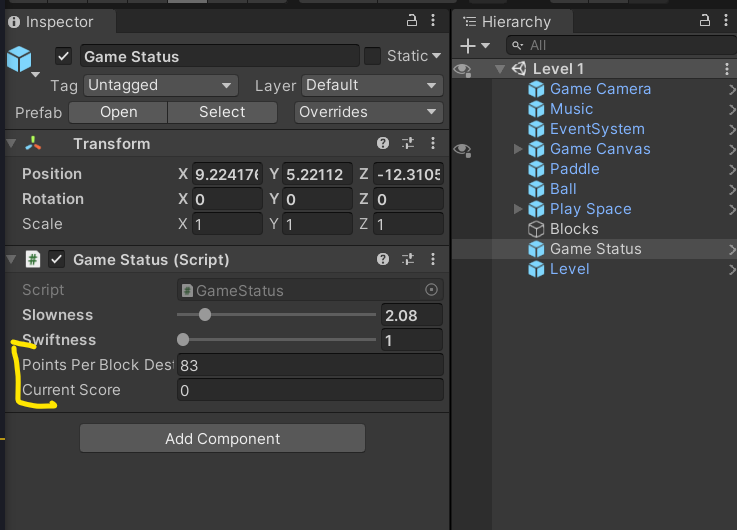 Inspector
Game Status
Static
Tag Untagged Layer Default
Prefab Open Select Overrides
Transform
Position X 9.224176 Y 5.22112 Z -12.3105
Rotation X 0 Y 0 Z 0
Scale X 1 Y 1 Z 1
# Game Status (Script)
Script # GameStatus
Slowness 2.08
Swiftness 1
Points Per Block Dest 83
Current Score 0
Add Component
Hierarchy
All
Level 1
Game Camera
Music
EventSystem
Game Canvas
Paddle
Ball
Play Space
Blocks
Game Status
Level